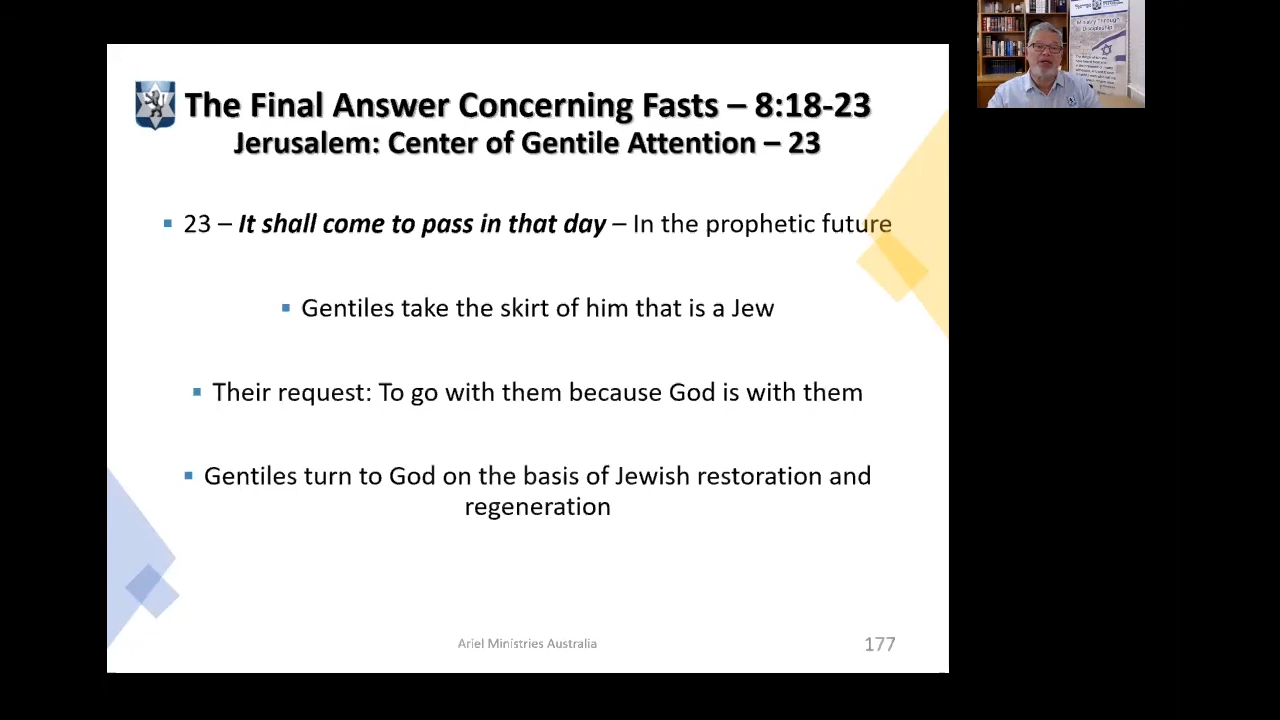 The Final Answer Concerning Fasts – 8:18-23
Jerusalem: Center of Gentile Attention – 23
▪ 23 – It shall come to pass in that day – In the prophetic future
▪ Gentiles take the skirt of him that is a Jew
▪ Their request: To go with them because God is with them
▪ Gentiles turn to God on the basis of Jewish restoration and
regeneration
Ariel Ministries Australia
177
Ministry Through
Discipleship